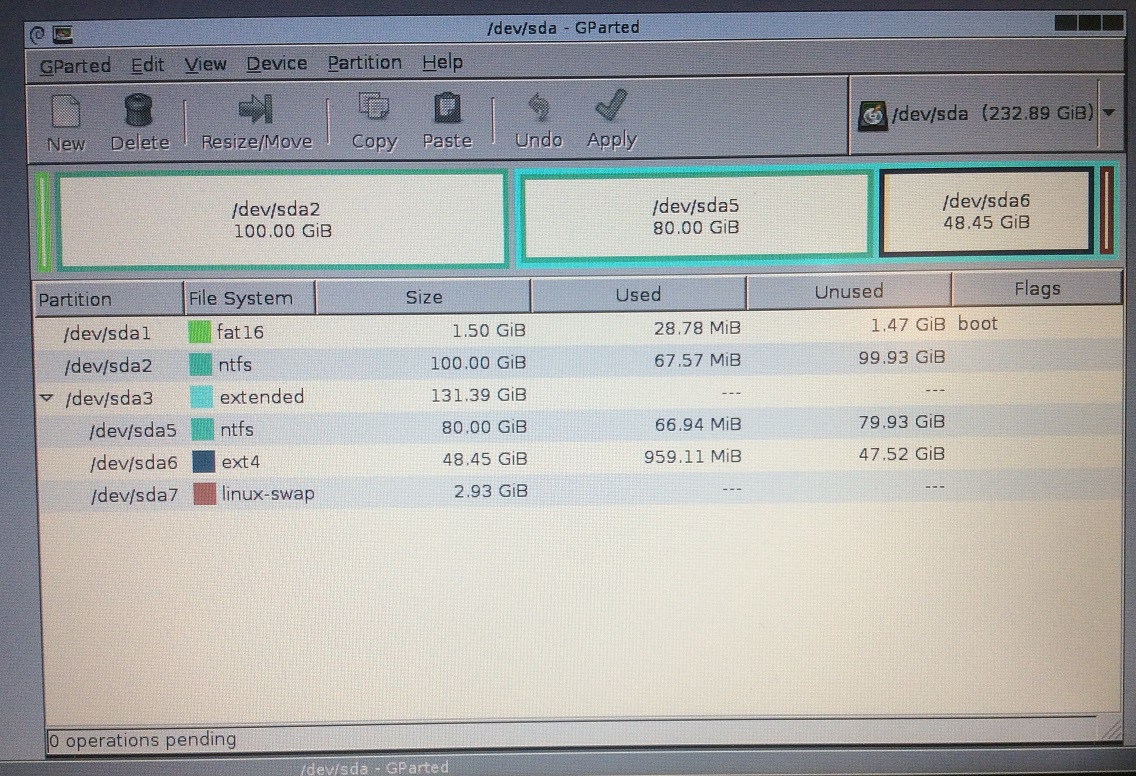 /dev/sda - GParted
GParted Edit View Device Partition Help
New Delete Resize/Move Copy Paste Undo Apply /dev/sda (232.89 GiB)
/dev/sda2
100.00 GiB
/dev/sda5
80.00 GiB
/dev/sda6
48.45 GiB
Partition File System Size Used Unused Flags
/dev/sda1 fat16 1.50 GiB 28.78 MiB 1.47 GiB boot
/dev/sda2 ntfs 100.00 GiB 67.57 MiB 99.93 GiB
/dev/sda3 extended 131.39 GiB --- ---
/dev/sda5 ntfs 80.00 GiB 66.94 MiB 79.93 GiB
/dev/sda6 ext4 48.45 GiB 959.11 MiB 47.52 GiB
/dev/sda7 linux-swap 2.93 GiB --- ---
0 operations pending
/dev/sda - GParted